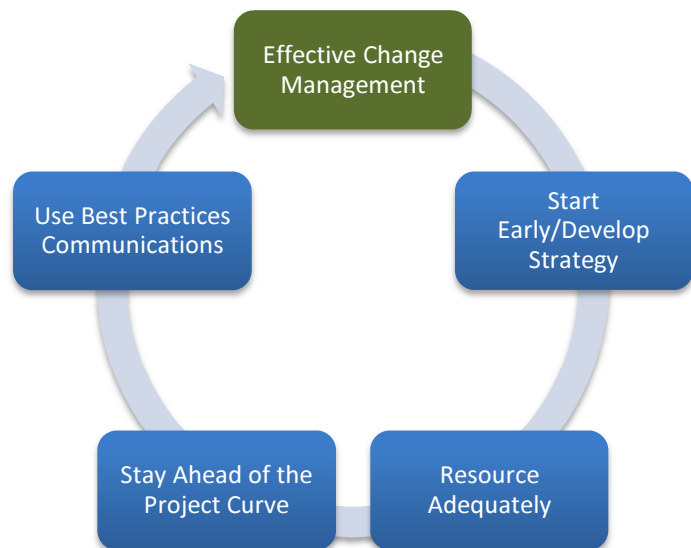 Effective Change
Management
Start
Early/Develop
Strategy
Resource
Adequately
Stay Ahead of the
Project Curve
Use Best Practices
Communications